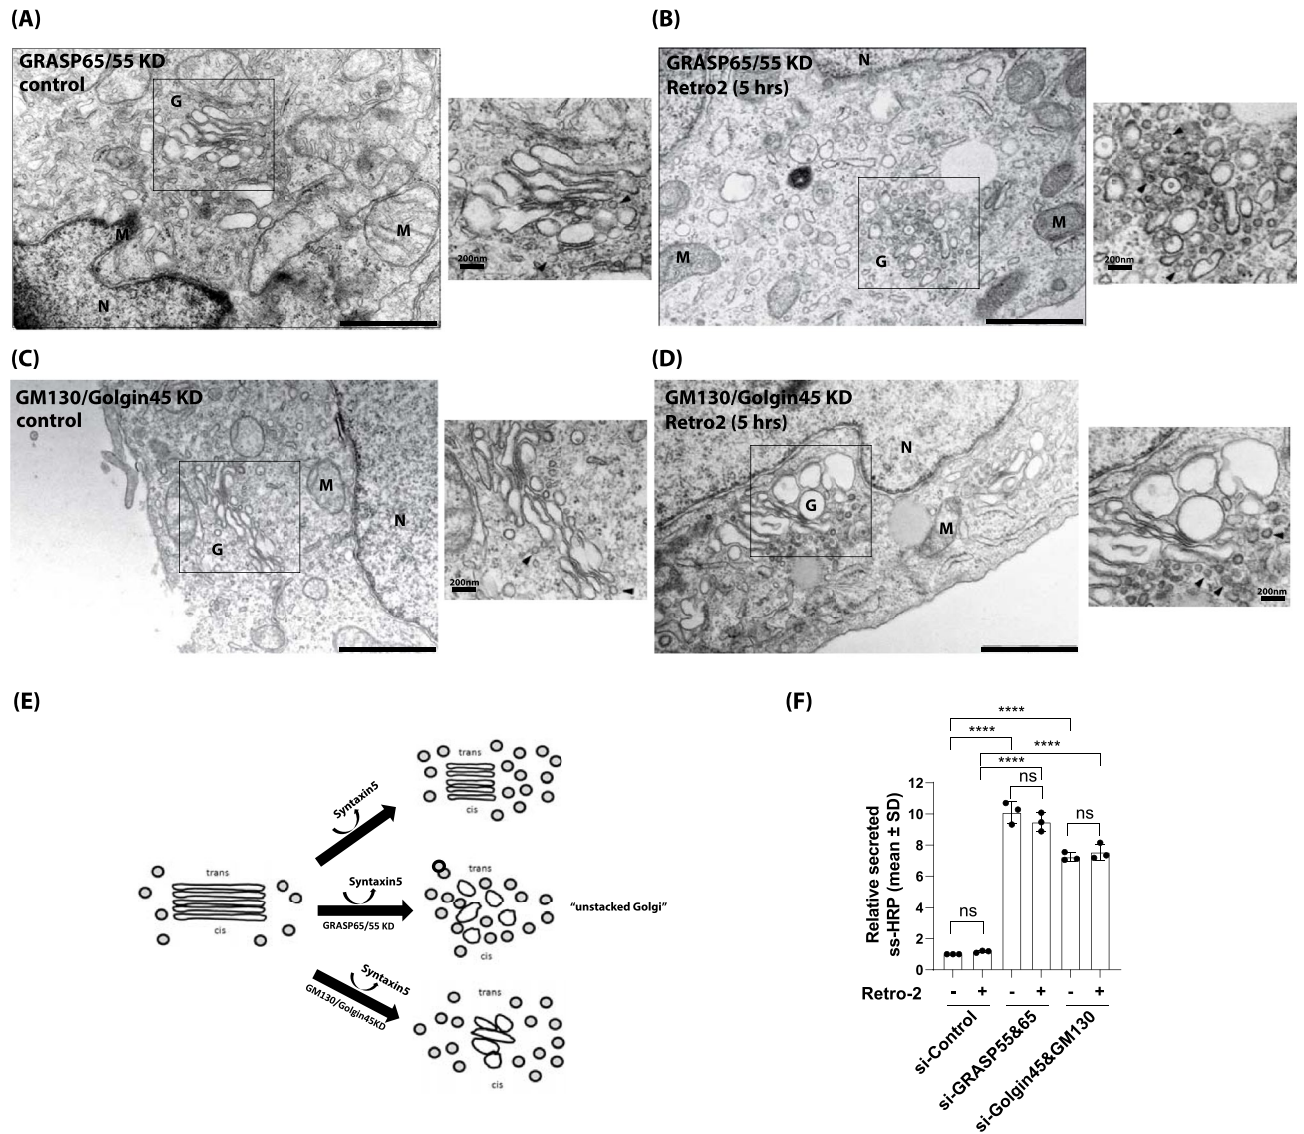 (A)
GRASP65/55 KD
control
G
M
M
N
200nm
(B)
GRASP65/55 KD
Retro2 (5 hrs)
N
M
M
G
200nm
(C)
GM130/Golgin45 KD
control
M
N
G
200nm
(D)
GM130/Golgin45 KD
Retro2 (5 hrs)
N
G
M
200nm
(E)
trans
cis
Syntaxin5
trans
cis
Syntaxin5
GRASP65/55 KD
trans
cis
"unstacked Golgi"
Syntaxin5
GM130/Golgin45KD
trans
cis
(F)
****
****
****
****
ns
ns
ns
Relative secreted
ss-HRP (mean ± SD)
12
10
8
6
4
2
0
Retro-2 - + - + - +
si-Control
si-GRASP55&65
si-Golgin45&GM130